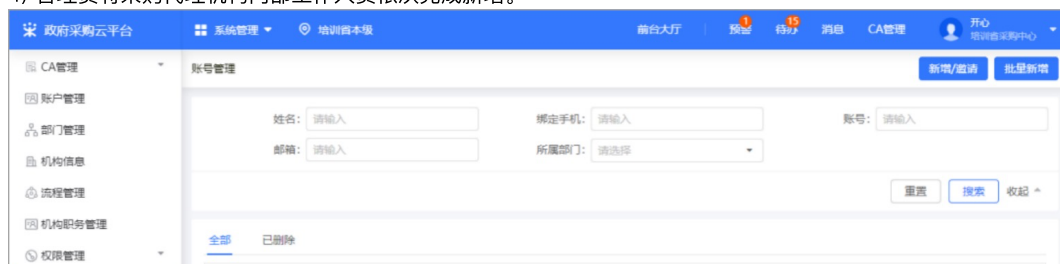 政府采购云平台 系统管理 培训省本级 前台大厅 预警 1 待办 15 消息 CA管理 开心
培训省采购中心
CA管理
账户管理
部门管理
机构信息
流程管理
机构职务管理
权限管理
账号管理 新增/邀请 批量新增
姓名: 请输入 绑定手机: 请输入 账号: 请输入
邮箱: 请输入 所属部门: 请选择
重置 搜索 收起
全部 已删除